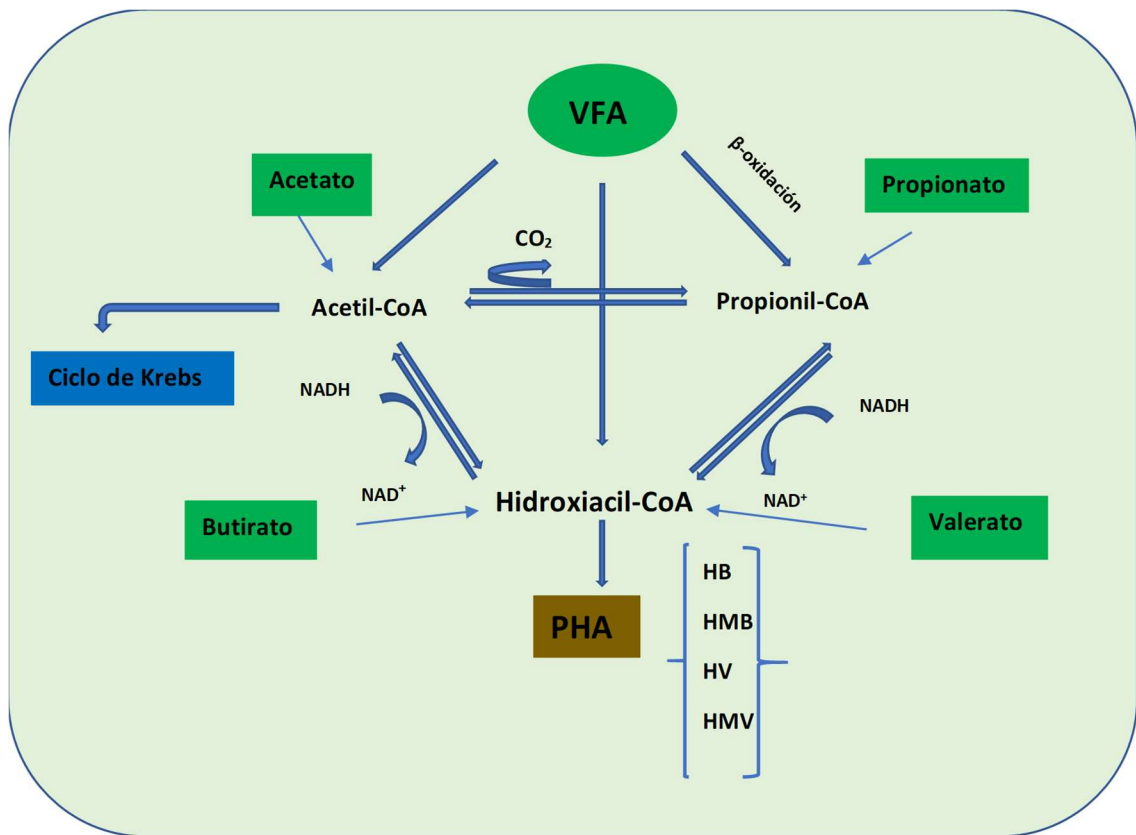 VFA
β-oxidación
Acetato
Propionato
CO₂
Acetil-CoA
Propionil-CoA
Ciclo de Krebs
NADH
NADH
NAD⁺
Hidroxiacil-CoA
NAD⁺
Butirato
Valerato
HB
PHA
HMB
HV
HMV